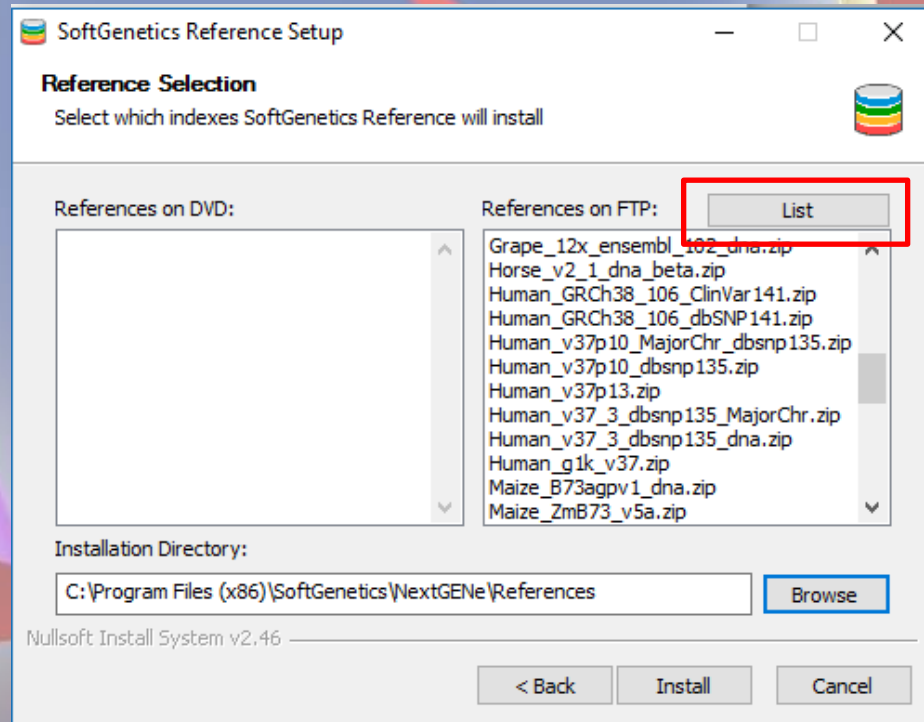 SoftGenetics Reference Setup
Reference Selection
Select which indexes SoftGenetics Reference will install
References on DVD:
References on FTP:
List
Grape_12x_ensembl_102_dna.zip
Horse_v2_1_dna_beta.zip
Human_GRCh38_106_ClinVar141.zip
Human_GRCh38_106_dbSNP141.zip
Human_v37p10_MajorChr_dbsnp135.zip
Human_v37p10_dbsnp135.zip
Human_v37p13.zip
Human_v37_3_dbsnp135_MajorChr.zip
Human_v37_3_dbsnp135_dna.zip
Human_g1k_v37.zip
Maize_B73agpv1_dna.zip
Maize_ZmB73_v5a.zip
Installation Directory:
C:\Program Files (x86)\SoftGenetics\NextGENe\References
Browse
Nullsoft Install System v2.46
< Back
Install
Cancel